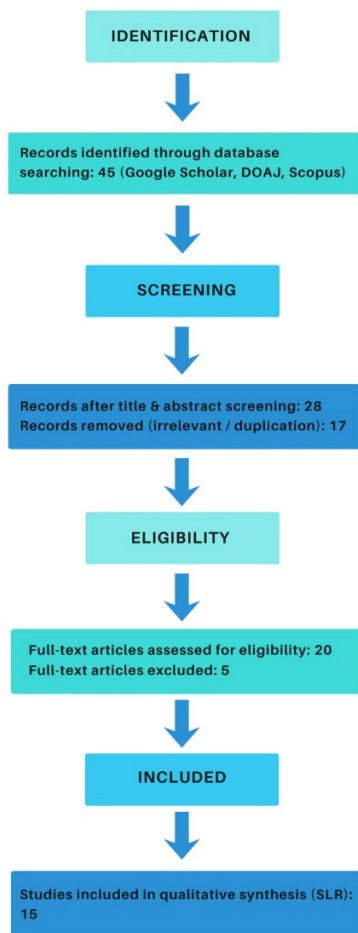 IDENTIFICATION
Records identified through database
searching: 45 (Google Scholar, DOAJ, Scopus)
SCREENING
Records after title & abstract screening: 28
Records removed (irrelevant / duplication): 17
ELIGIBILITY
Full-text articles assessed for eligibility: 20
Full-text articles excluded: 5
INCLUDED
Studies included in qualitative synthesis (SLR):
15